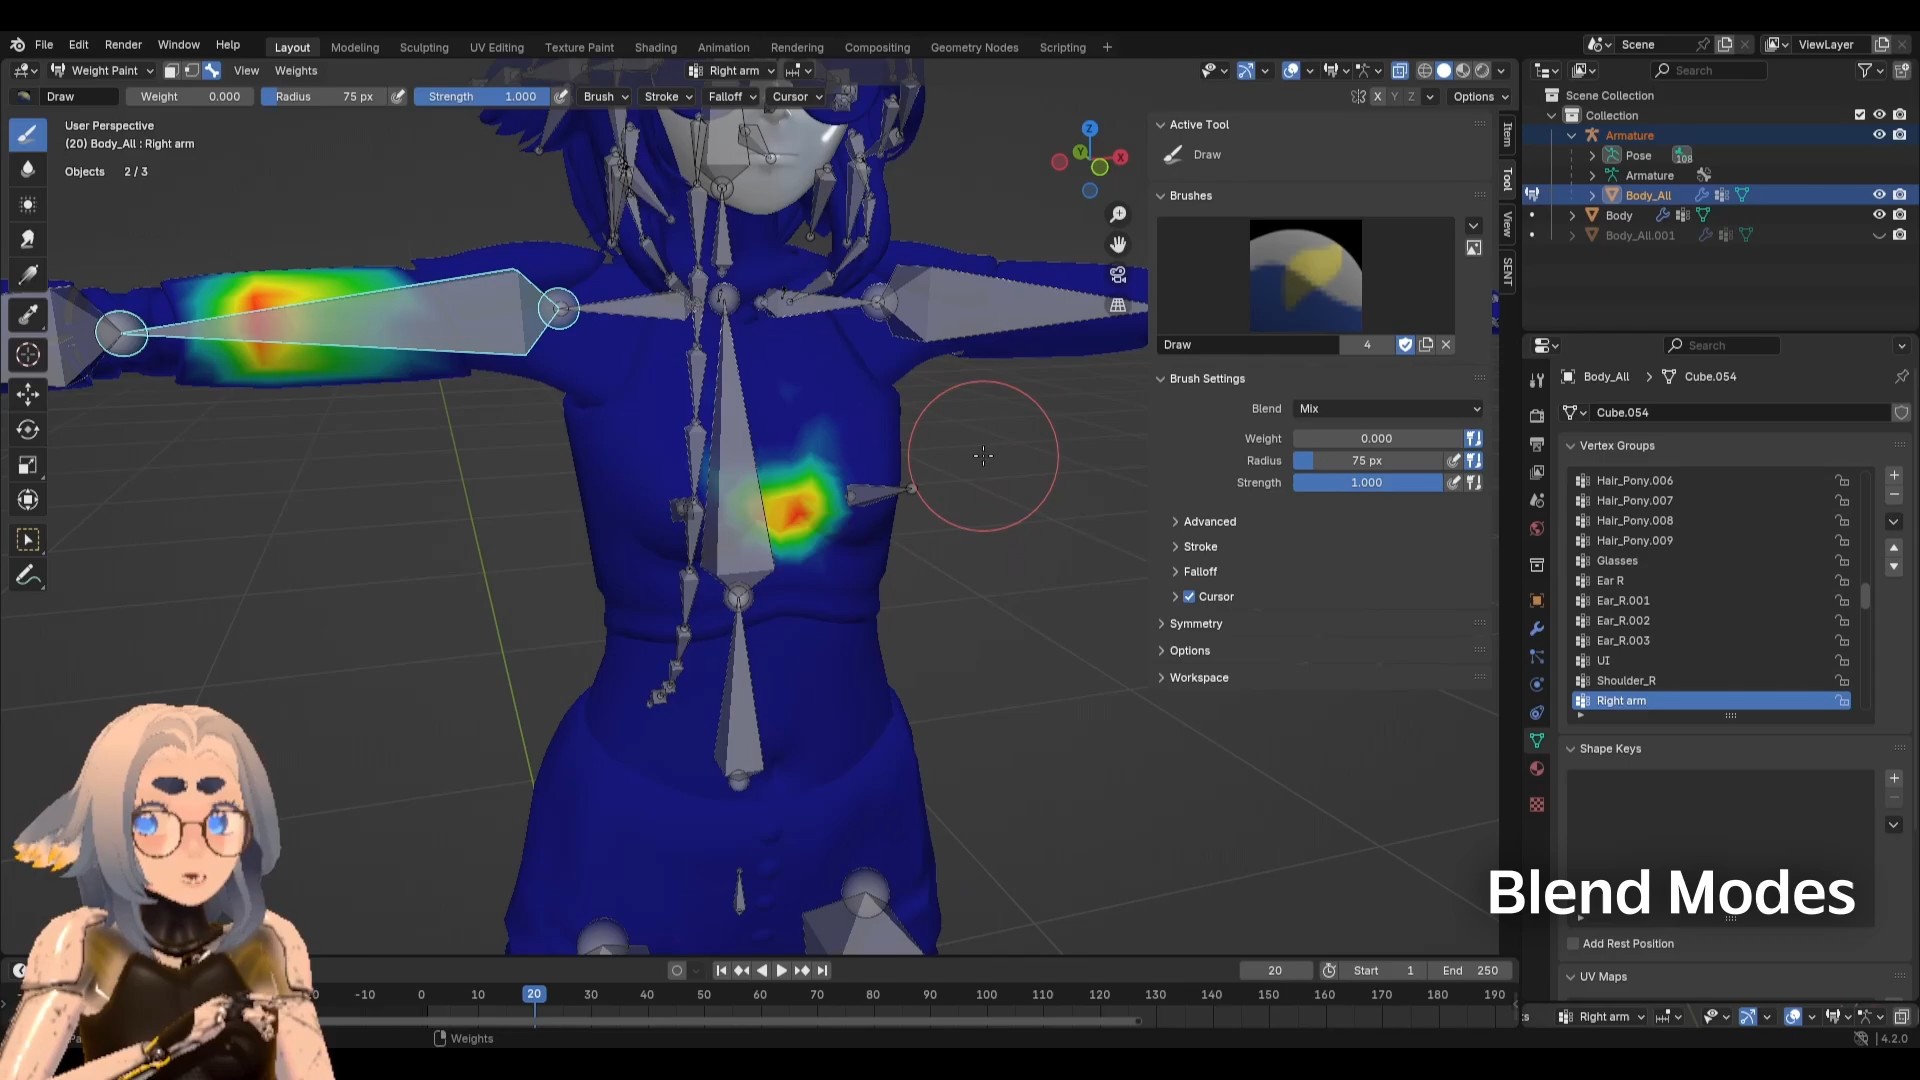 File Edit Render Window Help Layout Modeling Sculpting UV Editing Texture Paint Shading Animation Rendering Compositing Geometry Nodes Scripting + Scene ViewLayer
Weight Paint View Weights Right arm Search
Draw Weight 0.000 Radius 75 px Strength 1.000 Brush Stroke Falloff Cursor X Y Z Options
Scene Collection
Collection
Armature
Pose 108
Armature
Body_All
Body
Body_All.001
User Perspective
(20) Body_All : Right arm
Objects 2 / 3
Z
Y
X
Active Tool
Draw
Brushes
Draw 4
Brush Settings
Blend Mix
Weight 0.000
Radius 75 px
Strength 1.000
Advanced
Stroke
Falloff
Cursor
Symmetry
Options
Workspace
Item
Tool
View
SENT
Search
Body_All > Cube.054
Cube.054
Vertex Groups
Hair_Pony.006
Hair_Pony.007
Hair_Pony.008
Hair_Pony.009
Glasses
Ear R
Ear_R.001
Ear_R.002
Ear_R.003
UI
Shoulder_R
Right arm
Shape Keys
Blend Modes
Add Rest Position
UV Maps
20 Start 1 End 250
-10 0 10 20 30 40 50 60 70 80 90 100 110 120 130 140 150 160 170 180 190
Right arm
Weights
4.2.0